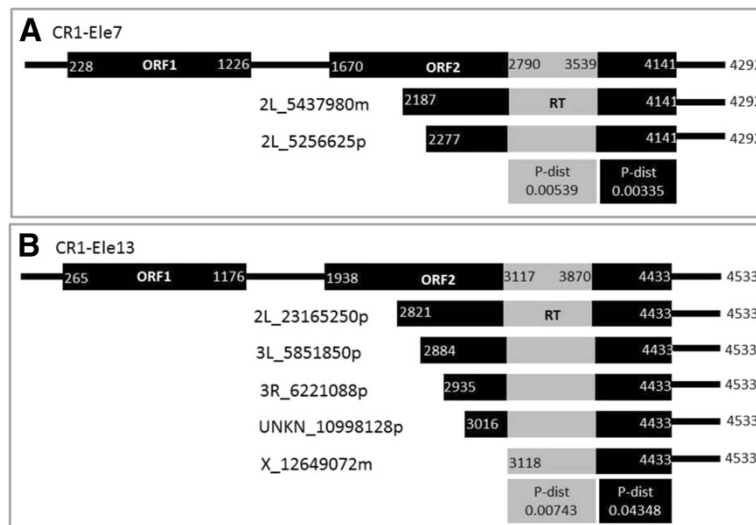 A CR1-Ele7
228 ORF1 1226 1670 ORF2 2790 3539 4141 4292
2L_5437980m 2187 RT 4141 4292
2L_5256625p 2277 4141 4292
P-dist P-dist
0.00539 0.00335
B CR1-Ele13
265 ORF1 1176 1938 ORF2 3117 3870 4433 4533
2L_23165250p 2821 RT 4433 4533
3L_5851850p 2884 4433 4533
3R_6221088p 2935 4433 4533
UNKN_10998128p 3016 4433 4533
X_12649072m 3118 4433 4533
P-dist P-dist
0.00743 0.04348